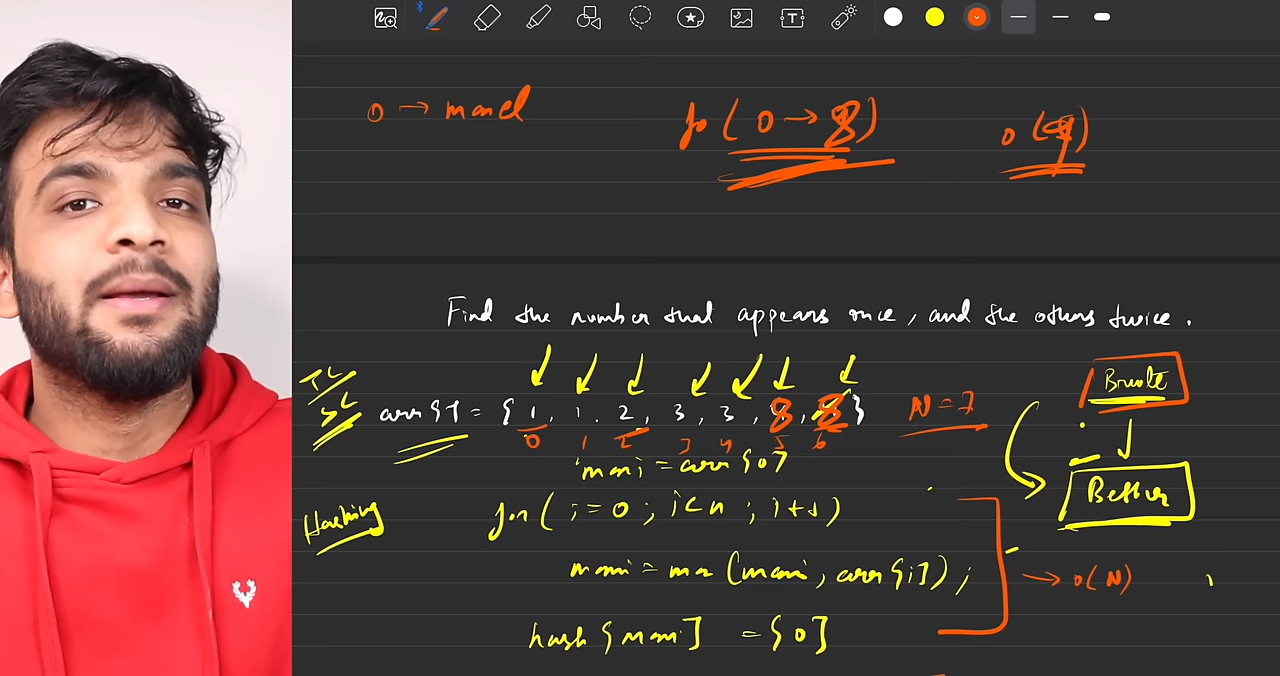 0 → maxel
for ( 0 → 8 )
0 ( 9 )
Find the number that appears once, and the others twice.
TC
SC
arr[] = { 1, 1, 2, 3, 3, 8, 8 }
N = 7
Brute
0 1 2 3 4 5 6
maxi = arr[0]
Better
Hashing
for ( i=0 ; i<n ; i++ )
maxi = max (maxi, arr[i]) ;
→ O(N)
hash [maxi] = {0}